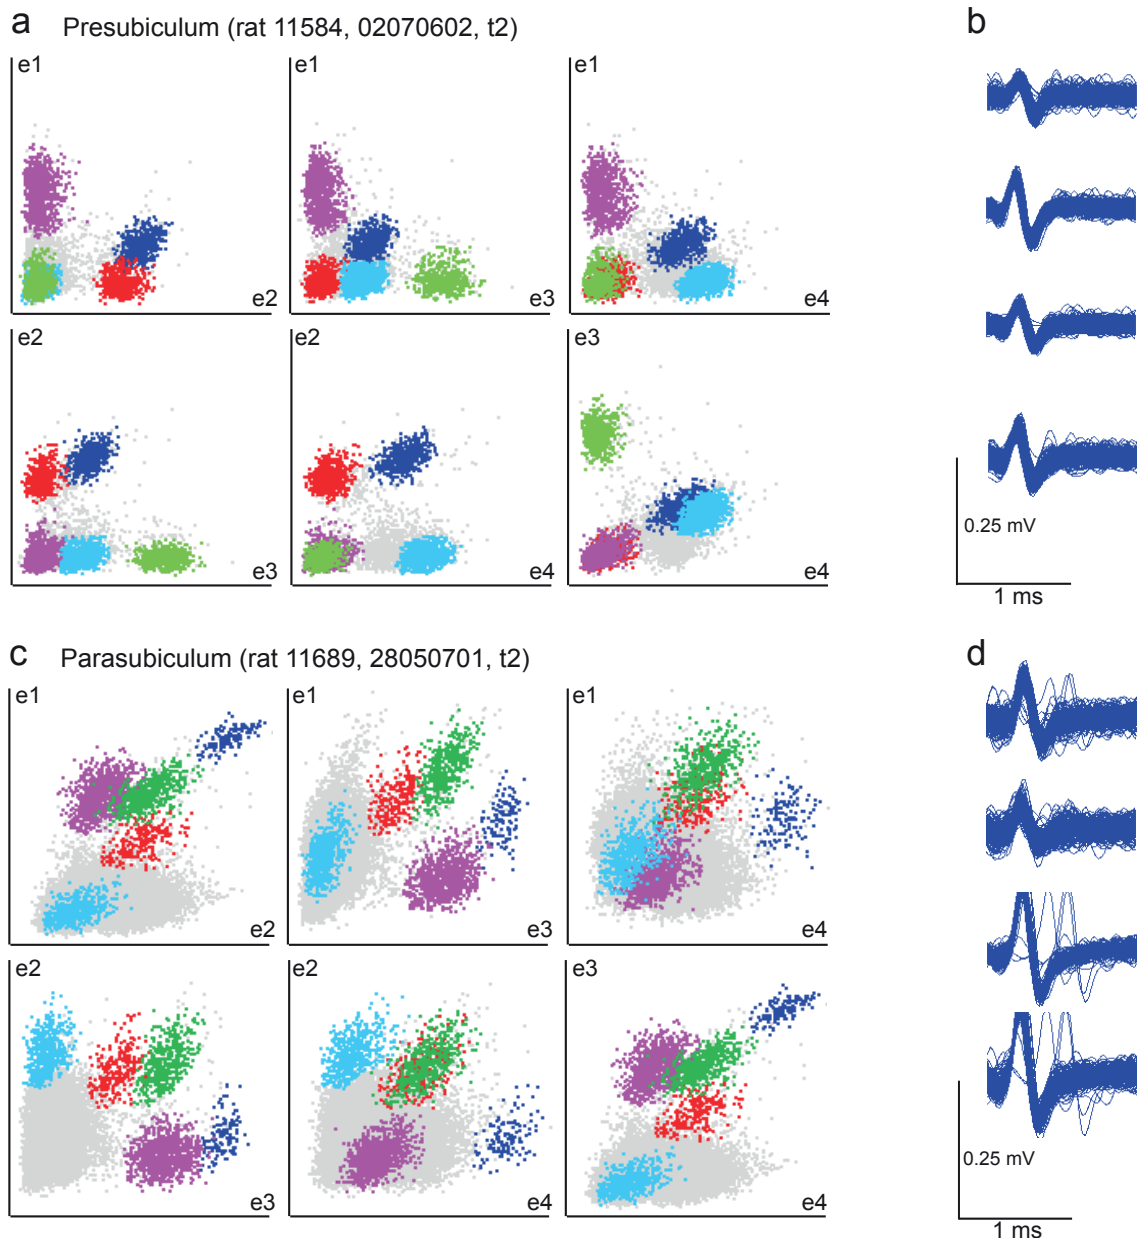 a Presubiculum (rat 11584, 02070602, t2)
b
e1 e1 e1
e2 e3 e4
e2 e2 e3
e3 e4 e4
0.25 mV
1 ms
c Parasubiculum (rat 11689, 28050701, t2)
d
e1 e1 e1
e2 e3 e4
e2 e2 e3
e3 e4 e4
0.25 mV
1 ms